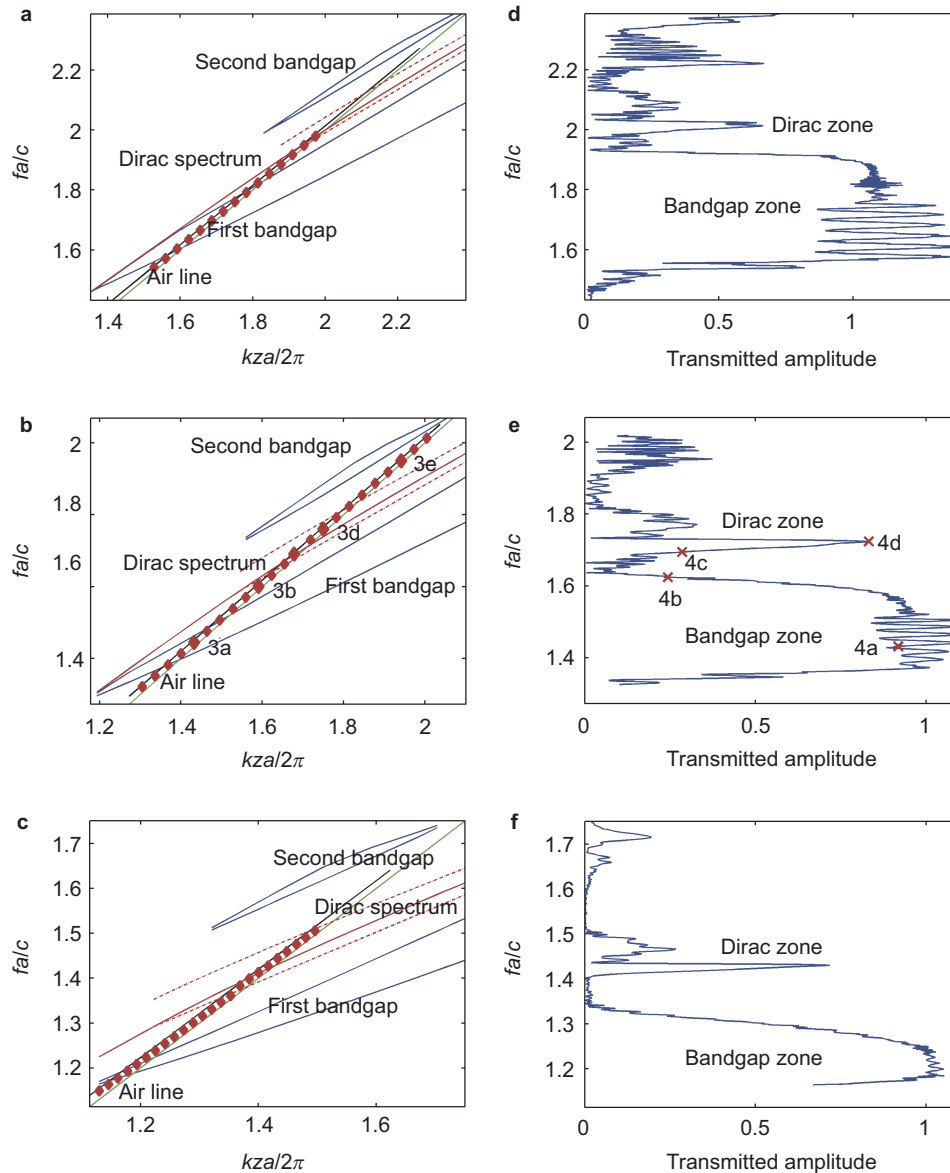 a
Second bandgap
Dirac spectrum
First bandgap
Air line
2.2
2
1.8
1.6
fa/c
1.4 1.6 1.8 2 2.2
kza/2π
d
Dirac zone
Bandgap zone
2.2
2
1.8
1.6
fa/c
0 0.5 1
Transmitted amplitude
b
Second bandgap
3e
3d
Dirac spectrum
3b
First bandgap
3a
Air line
2
1.8
1.6
1.4
fa/c
1.2 1.4 1.6 1.8 2
kza/2π
e
Dirac zone
4d
4c
4b
Bandgap zone
4a
2
1.8
1.6
1.4
fa/c
0 0.5 1
Transmitted amplitude
c
Second bandgap
Dirac spectrum
First bandgap
Air line
1.7
1.6
1.5
1.4
1.3
1.2
fa/c
1.2 1.4 1.6
kza/2π
f
Dirac zone
Bandgap zone
1.7
1.6
1.5
1.4
1.3
1.2
fa/c
0 0.5 1
Transmitted amplitude